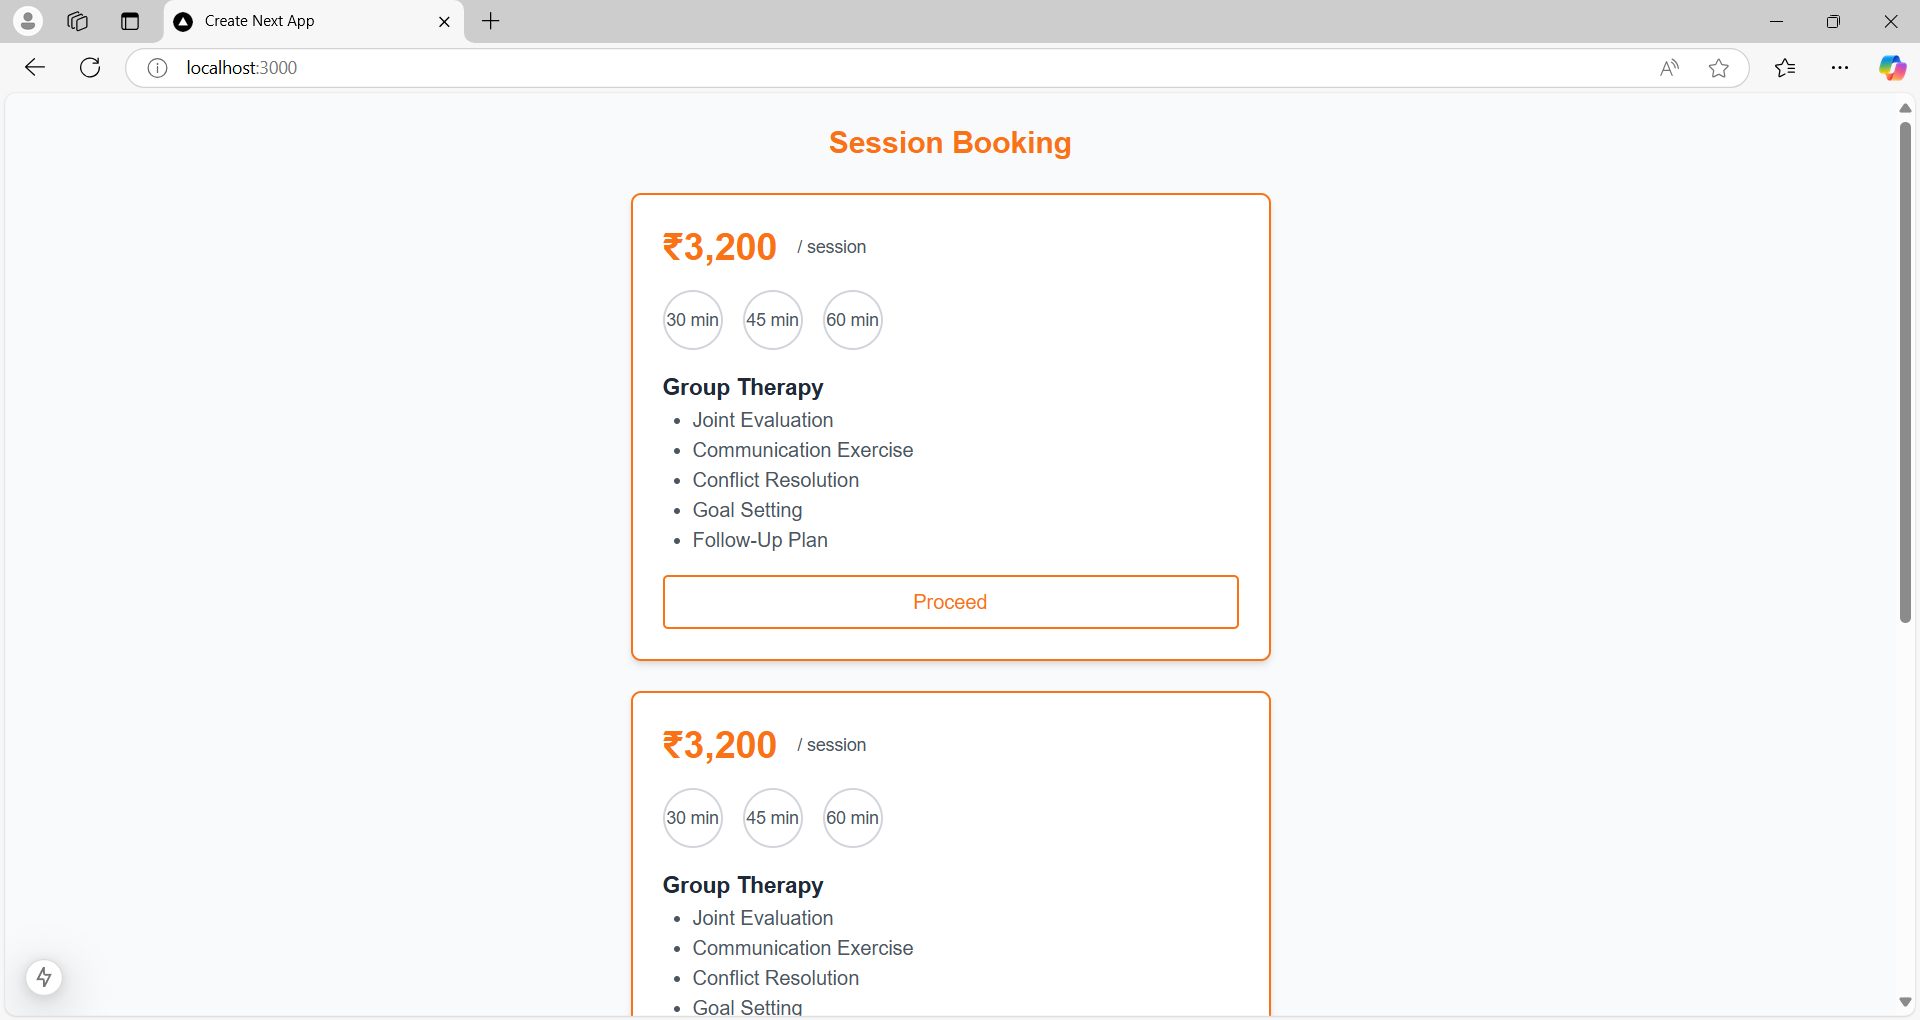 Create Next App
localhost:3000
Session Booking
₹3,200 / session
30 min 45 min 60 min
Group Therapy
• Joint Evaluation
• Communication Exercise
• Conflict Resolution
• Goal Setting
• Follow-Up Plan
Proceed
₹3,200 / session
30 min 45 min 60 min
Group Therapy
• Joint Evaluation
• Communication Exercise
• Conflict Resolution
• Goal Setting